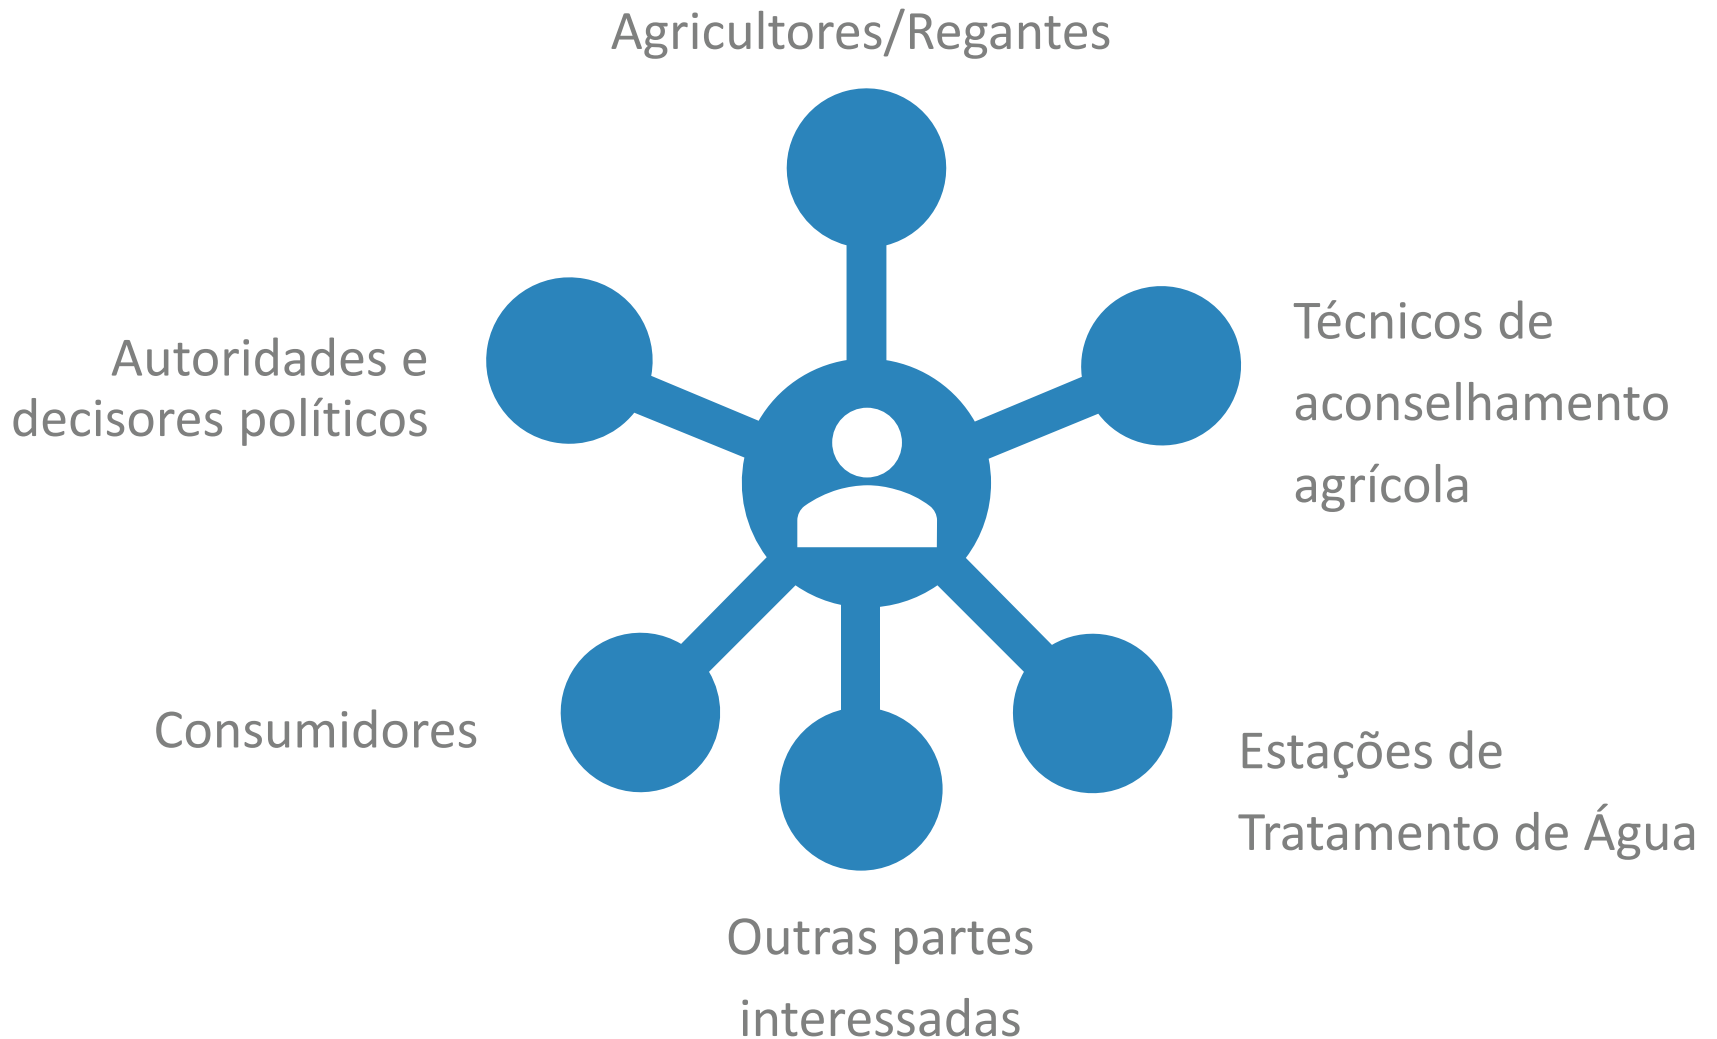 Agricultores/Regantes
Autoridades e
decisores políticos
Técnicos de
aconselhamento
agrícola
Consumidores
Estações de
Tratamento de Água
Outras partes
interessadas